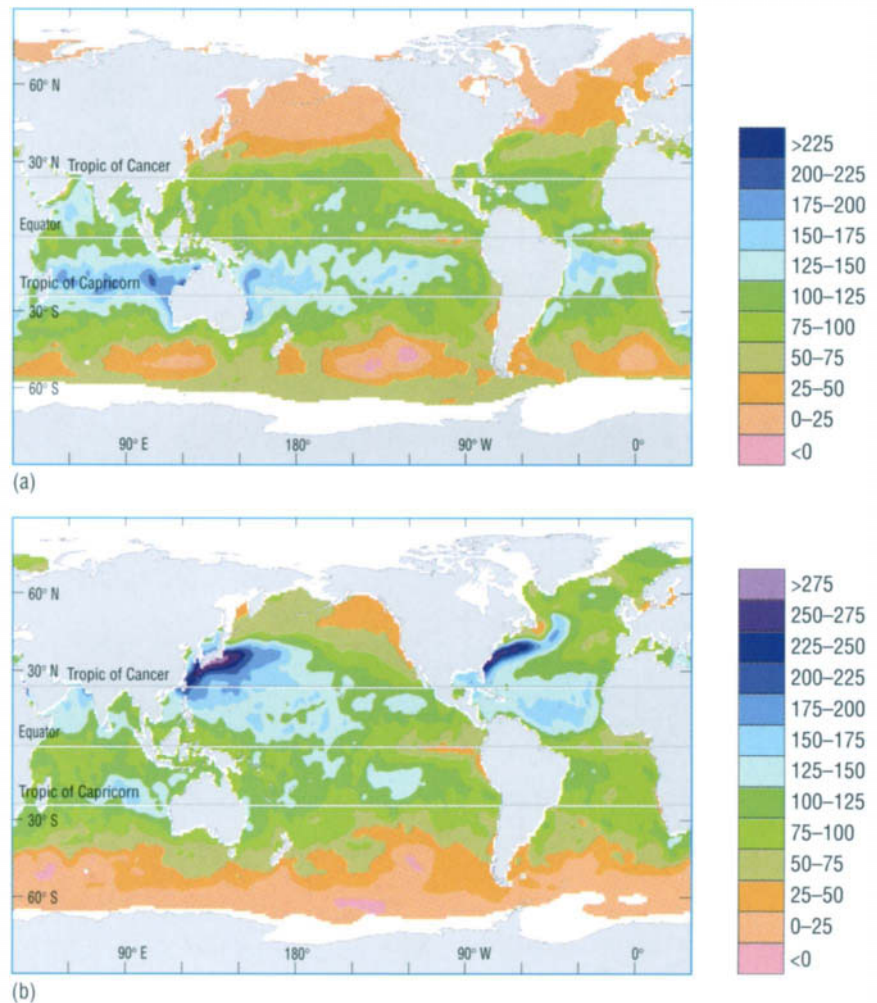 60° N
30° N
Tropic of Cancer
Equator
Tropic of Capricorn
30° S
60° S
90° E
180°
90° W
0°
>225
200–225
175–200
150–175
125–150
100–125
75–100
50–75
25–50
0–25
<0
(a)
60° N
30° N
Tropic of Cancer
Equator
Tropic of Capricorn
30° S
60° S
90° E
180°
90° W
0°
>275
250–275
225–250
200–225
175–200
150–175
125–150
100–125
75–100
50–75
25–50
0–25
<0
(b)